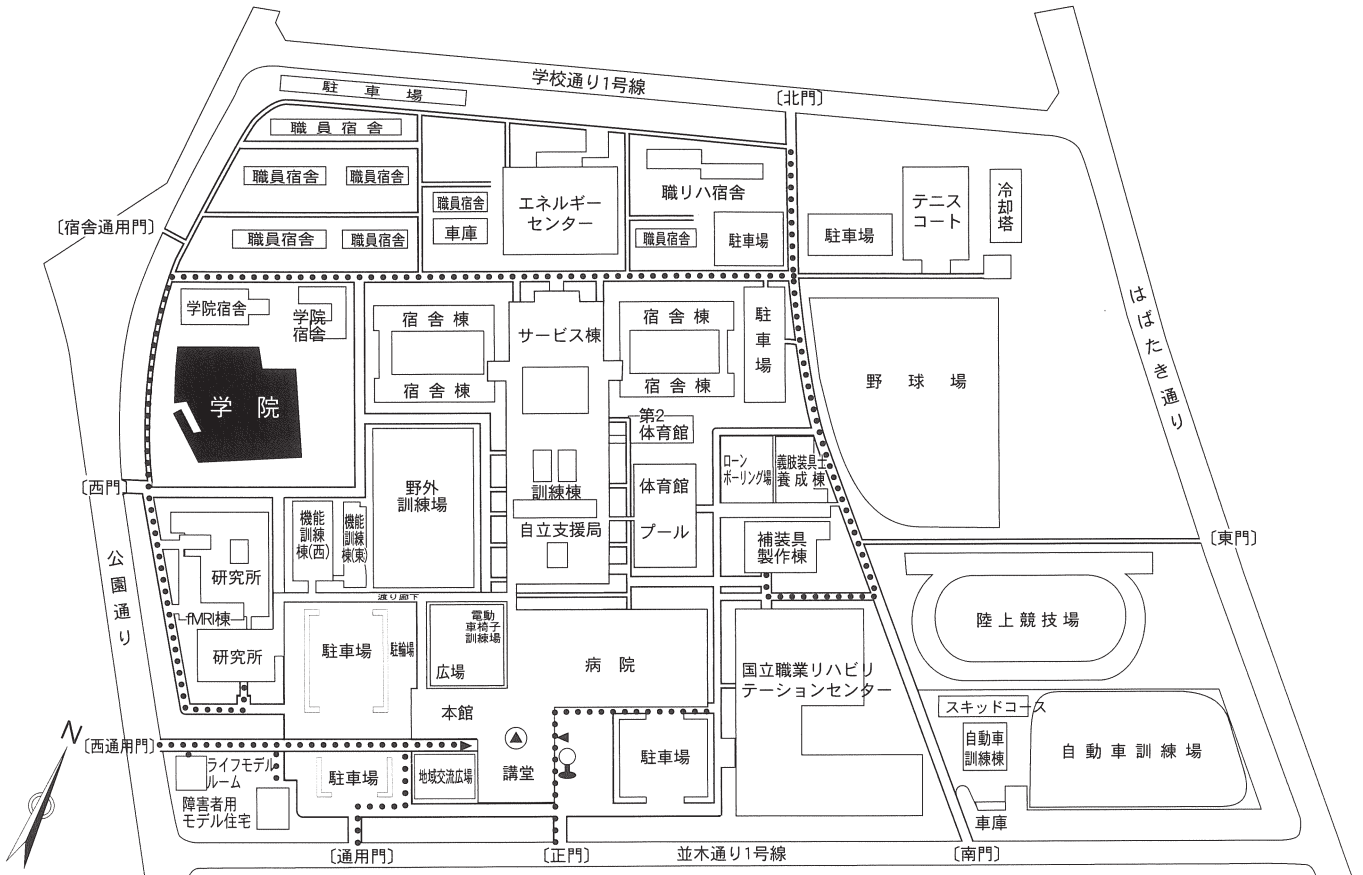 学校通り1号線
駐 車 場
〔北門〕
職 員 宿 舎
職員宿舎
職員宿舎
職員宿舎
車庫
エネルギー
センター
職リハ宿舎
職員宿舎
駐車場
駐車場
テニス
コート
冷却塔
〔宿舎通用門〕
職員宿舎
職員宿舎
学院宿舎
学院
宿舎
宿 舎 棟
宿 舎 棟
サービス棟
宿 舎 棟
宿 舎 棟
駐車場
野 球 場
はばたき通り
学 院
第2
体育館
ローン
ボーリング場
義肢装具士
養 成 棟
〔西門〕
野外
訓練場
訓練棟
自立支援局
体育館
プール
機能
訓練
棟(西)
機能
訓練
棟(東)
補装具
製作棟
〔東門〕
公園通り
研究所
fMRI棟
研究所
渡り廊下
駐車場
駐輪場
電動
車椅子
訓練場
広場
病 院
国立職業リハビリ
テーションセンター
陸上競技場
本館
スキッドコース
自動車
訓練棟
自動車訓練場
N
〔西通用門〕
ライフモデル
ルーム
障害者用
モデル住宅
駐車場
地域交流広場
講堂
駐車場
車庫
〔通用門〕
〔正門〕
並木通り1号線
〔南門〕